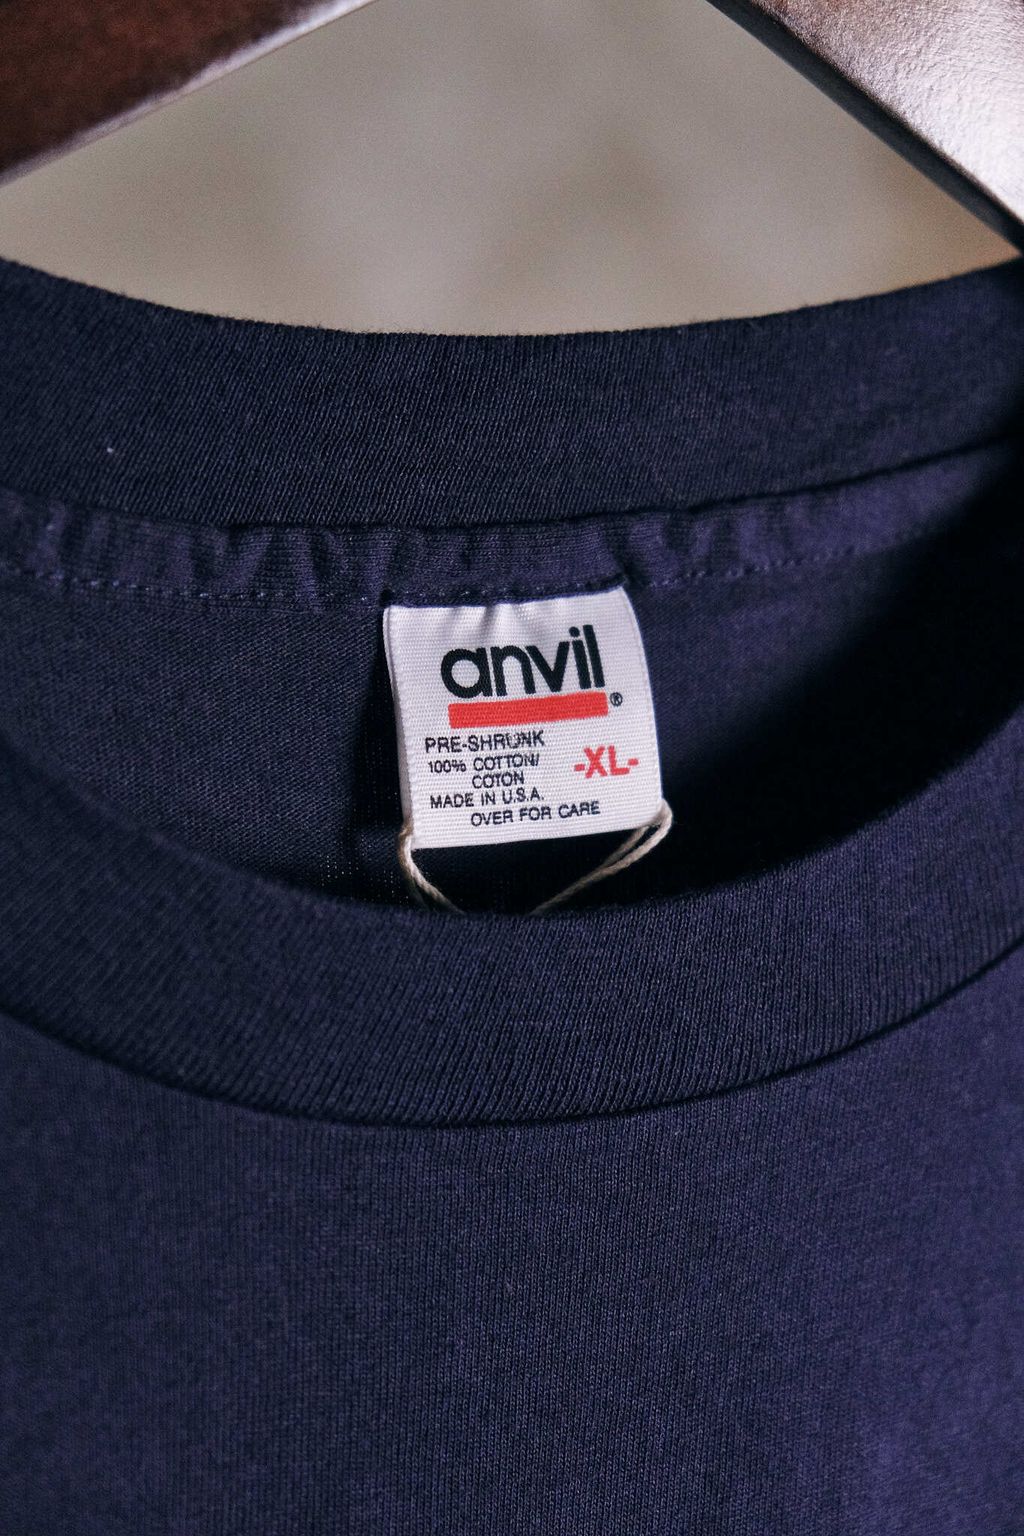 anvil®
PRE-SHRUNK
100% COTTON/
COTON
-XL-
MADE IN U.S.A.
OVER FOR CARE